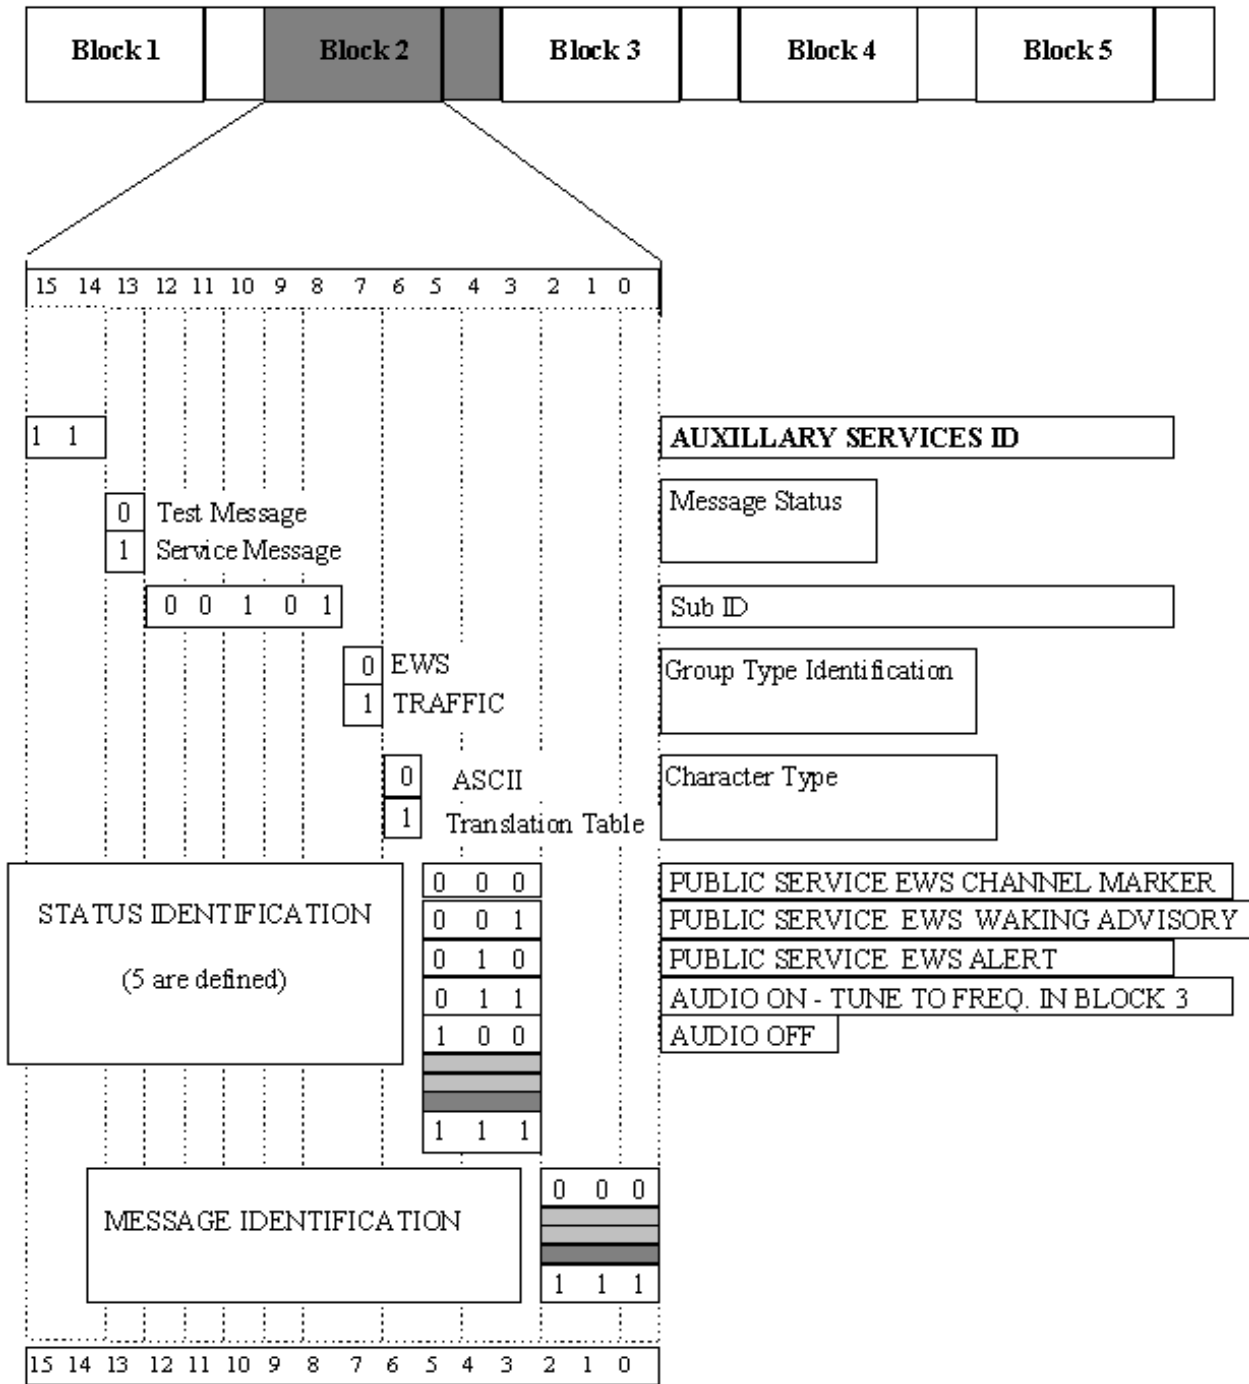 Block 1 Block 2 Block 3 Block 4 Block 5
15 14 13 12 11 10 9 8 7 6 5 4 3 2 1 0
1 1 AUXILLARY SERVICES ID
0 Test Message Message Status
1 Service Message
0 0 1 0 1 Sub ID
0 EWS Group Type Identification
1 TRAFFIC
0 ASCII Character Type
1 Translation Table
0 0 0 PUBLIC SERVICE EWS CHANNEL MARKER
STATUS IDENTIFICATION
0 0 1 PUBLIC SERVICE EWS WAKING ADVISORY
0 1 0 PUBLIC SERVICE EWS ALERT
(5 are defined)
0 1 1 AUDIO ON - TUNE TO FREQ. IN BLOCK 3
1 0 0 AUDIO OFF
1 1 1
0 0 0
MESSAGE IDENTIFICATION
1 1 1
15 14 13 12 11 10 9 8 7 6 5 4 3 2 1 0